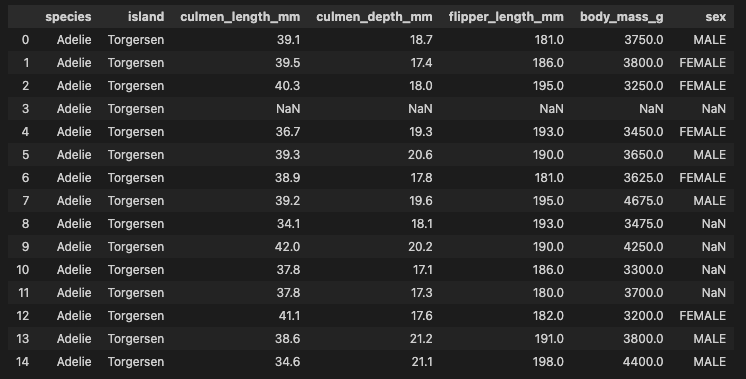 species island culmen_length_mm culmen_depth_mm flipper_length_mm body_mass_g sex
0 Adelie Torgersen 39.1 18.7 181.0 3750.0 MALE
1 Adelie Torgersen 39.5 17.4 186.0 3800.0 FEMALE
2 Adelie Torgersen 40.3 18.0 195.0 3250.0 FEMALE
3 Adelie Torgersen NaN NaN NaN NaN NaN
4 Adelie Torgersen 36.7 19.3 193.0 3450.0 FEMALE
5 Adelie Torgersen 39.3 20.6 190.0 3650.0 MALE
6 Adelie Torgersen 38.9 17.8 181.0 3625.0 FEMALE
7 Adelie Torgersen 39.2 19.6 195.0 4675.0 MALE
8 Adelie Torgersen 34.1 18.1 193.0 3475.0 NaN
9 Adelie Torgersen 42.0 20.2 190.0 4250.0 NaN
10 Adelie Torgersen 37.8 17.1 186.0 3300.0 NaN
11 Adelie Torgersen 37.8 17.3 180.0 3700.0 NaN
12 Adelie Torgersen 41.1 17.6 182.0 3200.0 FEMALE
13 Adelie Torgersen 38.6 21.2 191.0 3800.0 MALE
14 Adelie Torgersen 34.6 21.1 198.0 4400.0 MALE